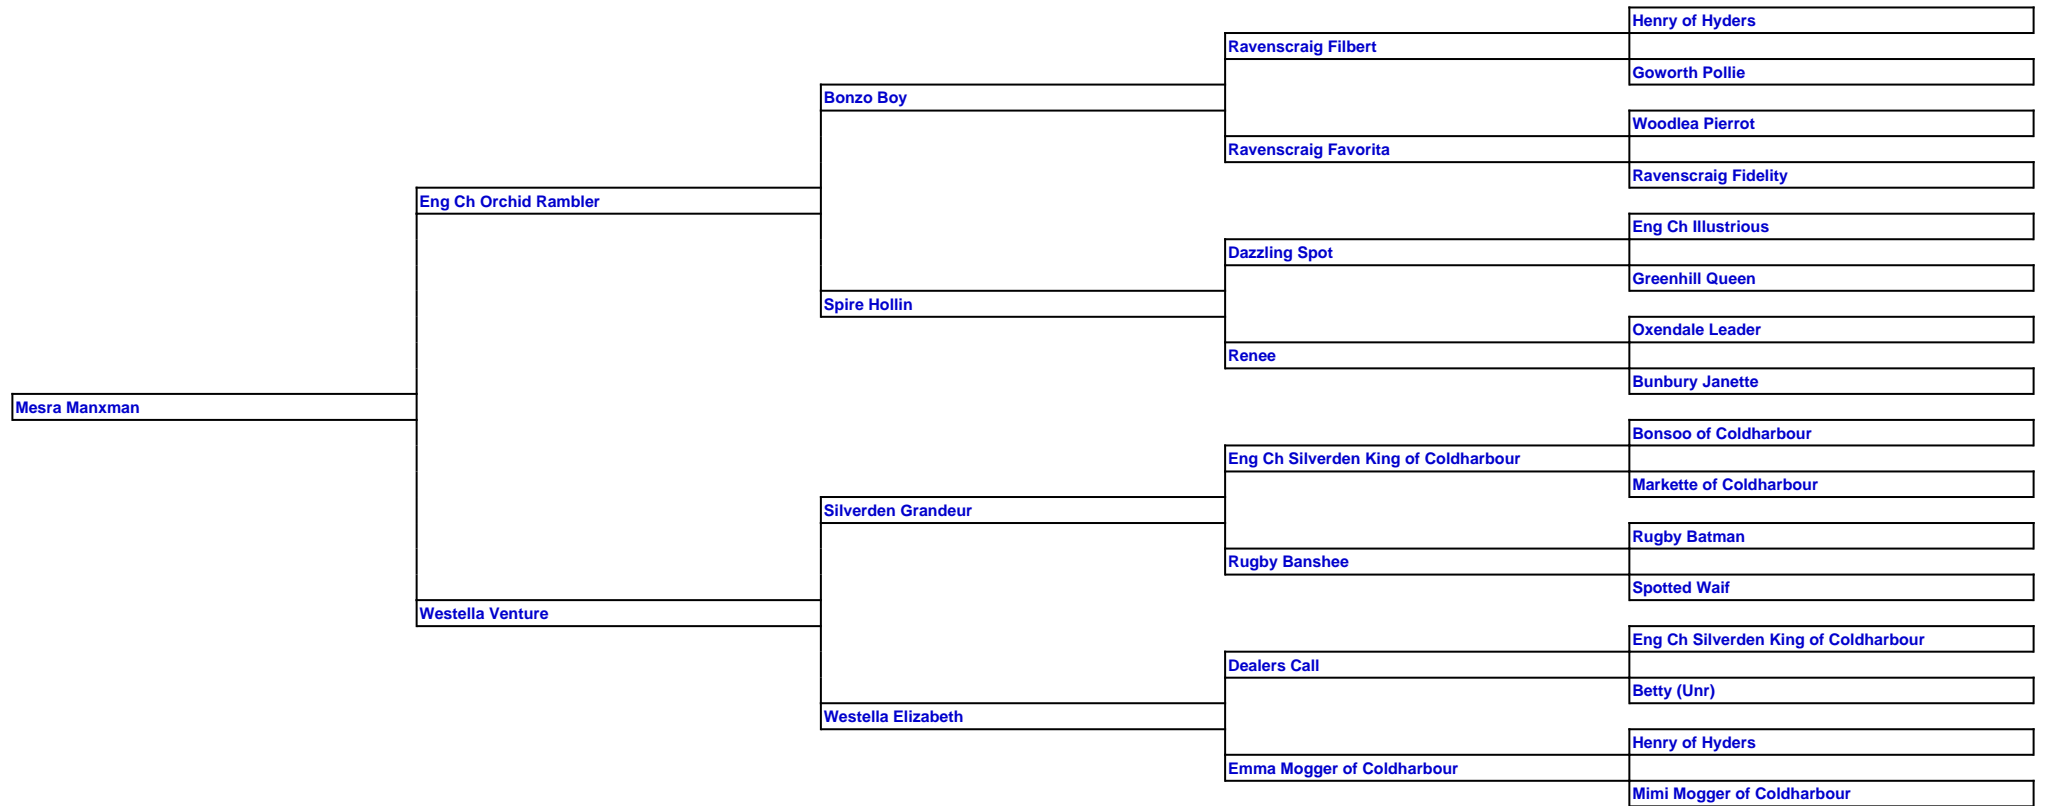 Henry of Hyders
Ravenscraig Filbert
Goworth Pollie
Bonzo Boy
Woodlea Pierrot
Ravenscraig Favorita
Ravenscraig Fidelity
Eng Ch Orchid Rambler
Eng Ch Illustrious
Dazzling Spot
Greenhill Queen
Spire Hollin
Oxendale Leader
Renee
Bunbury Janette
Mesra Manxman
Bonsoo of Coldharbour
Eng Ch Silverden King of Coldharbour
Markette of Coldharbour
Silverden Grandeur
Rugby Batman
Rugby Banshee
Spotted Waif
Westella Venture
Eng Ch Silverden King of Coldharbour
Dealers Call
Betty (Unr)
Westella Elizabeth
Henry of Hyders
Emma Mogger of Coldharbour
Mimi Mogger of Coldharbour